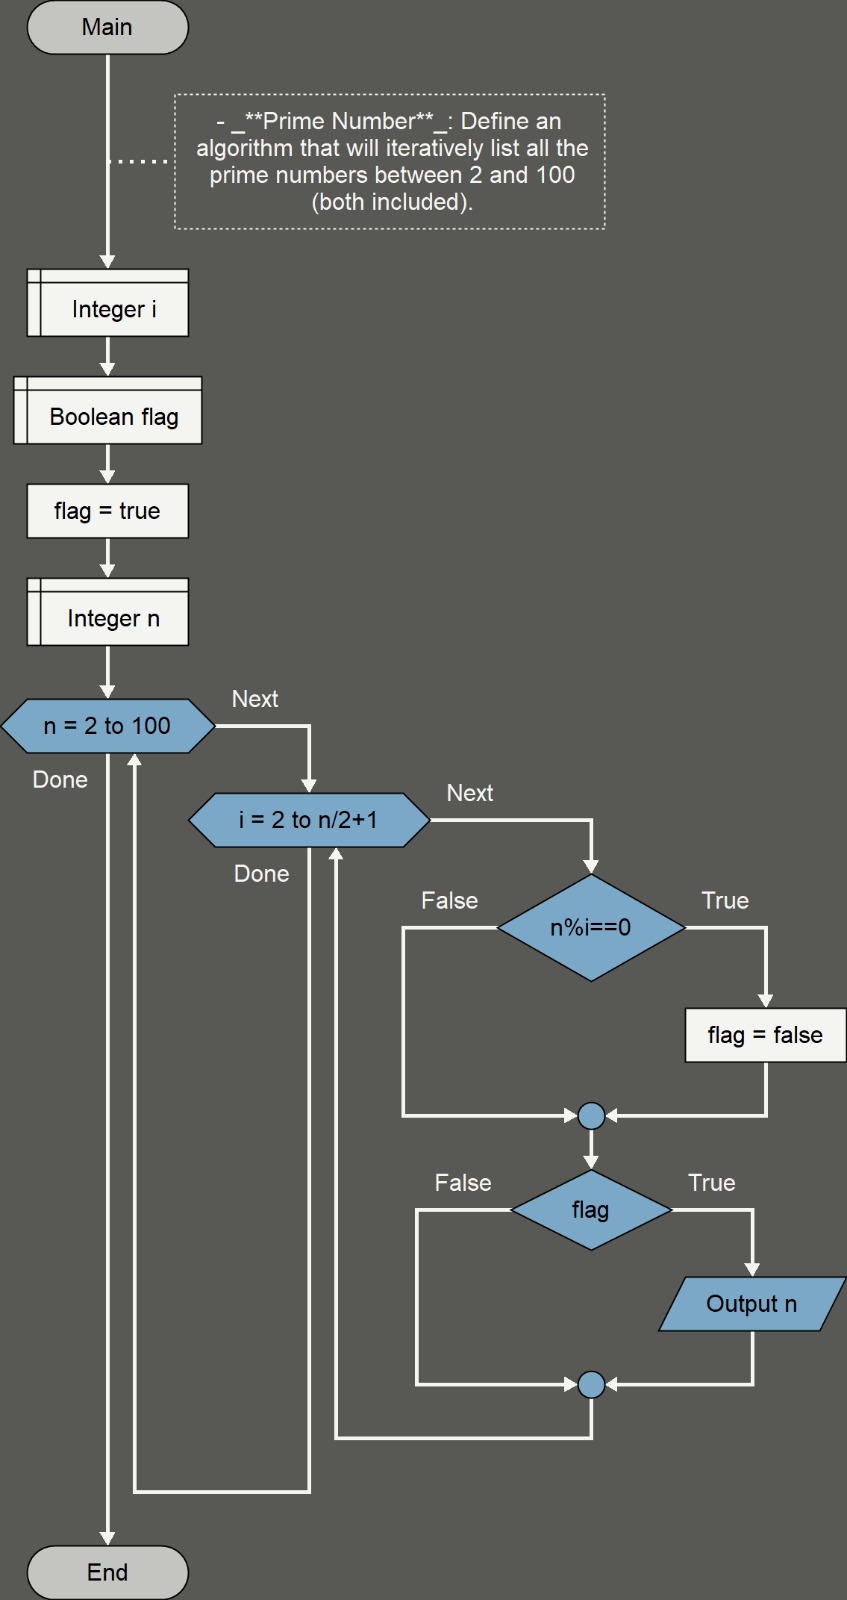 Main
- _**Prime Number**_: Define an
algorithm that will iteratively list all the
prime numbers between 2 and 100
(both included).
Integer i
Boolean flag
flag = true
Integer n
n = 2 to 100
Next
Done
i = 2 to n/2+1
Next
Done
n%i==0
False
True
flag = false
flag
False
True
Output n
End